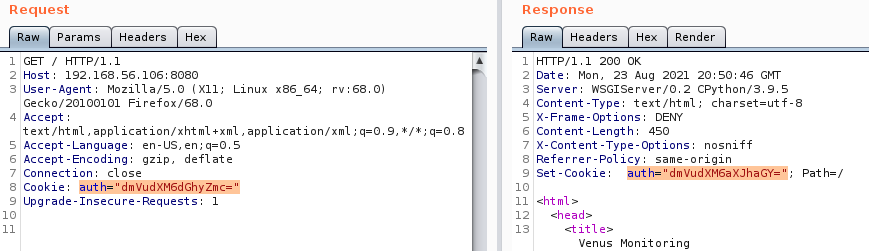 Request
Raw Params Headers Hex
1 GET / HTTP/1.1
2 Host: 192.168.56.106:8080
3 User-Agent: Mozilla/5.0 (X11; Linux x86_64; rv:68.0)
Gecko/20100101 Firefox/68.0
4 Accept:
text/html,application/xhtml+xml,application/xml;q=0.9,*/*;q=0.8
5 Accept-Language: en-US,en;q=0.5
6 Accept-Encoding: gzip, deflate
7 Connection: close
8 Cookie: auth="dmVudXM6dGhyZmc="
9 Upgrade-Insecure-Requests: 1
10
11
Response
Raw Headers Hex Render
1 HTTP/1.1 200 OK
2 Date: Mon, 23 Aug 2021 20:50:46 GMT
3 Server: WSGIServer/0.2 CPython/3.9.5
4 Content-Type: text/html; charset=utf-8
5 X-Frame-Options: DENY
6 Content-Length: 450
7 X-Content-Type-Options: nosniff
8 Referrer-Policy: same-origin
9 Set-Cookie:  auth="dmVudXM6aXJhaGY="; Path=/
10
11 <html>
12 <head>
13 <title>
Venus Monitoring